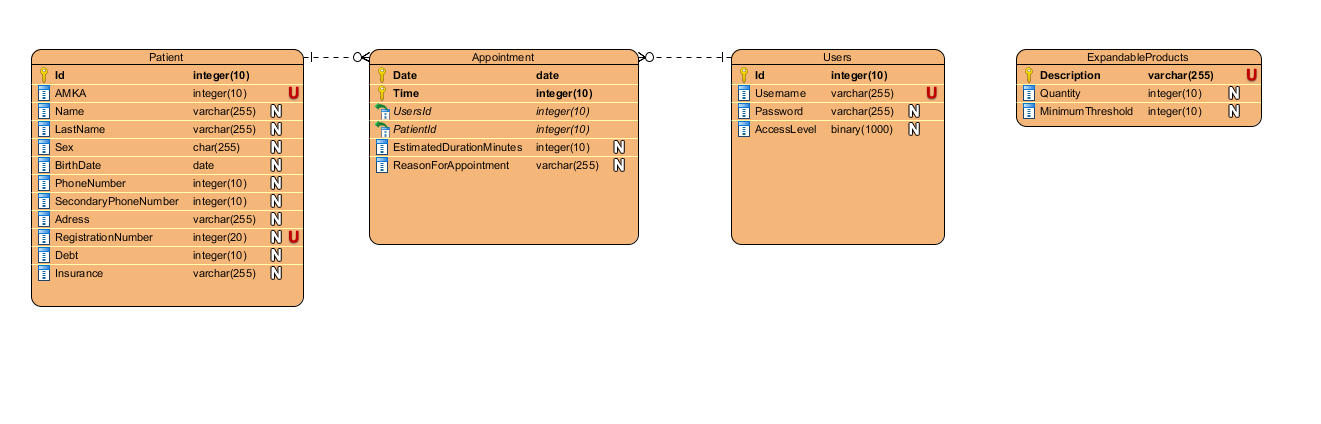 Patient
Id integer(10)
AMKA integer(10) U
Name varchar(255) N
LastName varchar(255) N
Sex char(255) N
BirthDate date N
PhoneNumber integer(10) N
SecondaryPhoneNumber integer(10) N
Adress varchar(255) N
RegistrationNumber integer(20) N U
Debt integer(10) N
Insurance varchar(255) N
Appointment
Date date
Time integer(10)
UsersId integer(10)
PatientId integer(10)
EstimatedDurationMinutes integer(10) N
ReasonForAppointment varchar(255) N
Users
Id integer(10)
Username varchar(255) U
Password varchar(255) N
AccessLevel binary(1000) N
ExpandableProducts
Description varchar(255) U
Quantity integer(10) N
MinimumThreshold integer(10) N